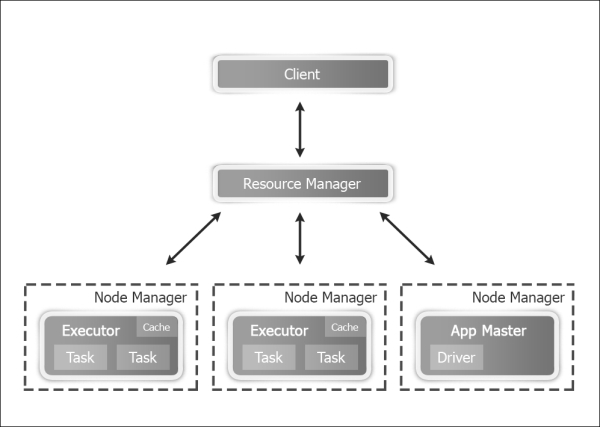 Client
Resource Manager
Node Manager
Executor
Cache
Task
Task
Node Manager
Executor
Cache
Task
Task
Node Manager
App Master
Driver